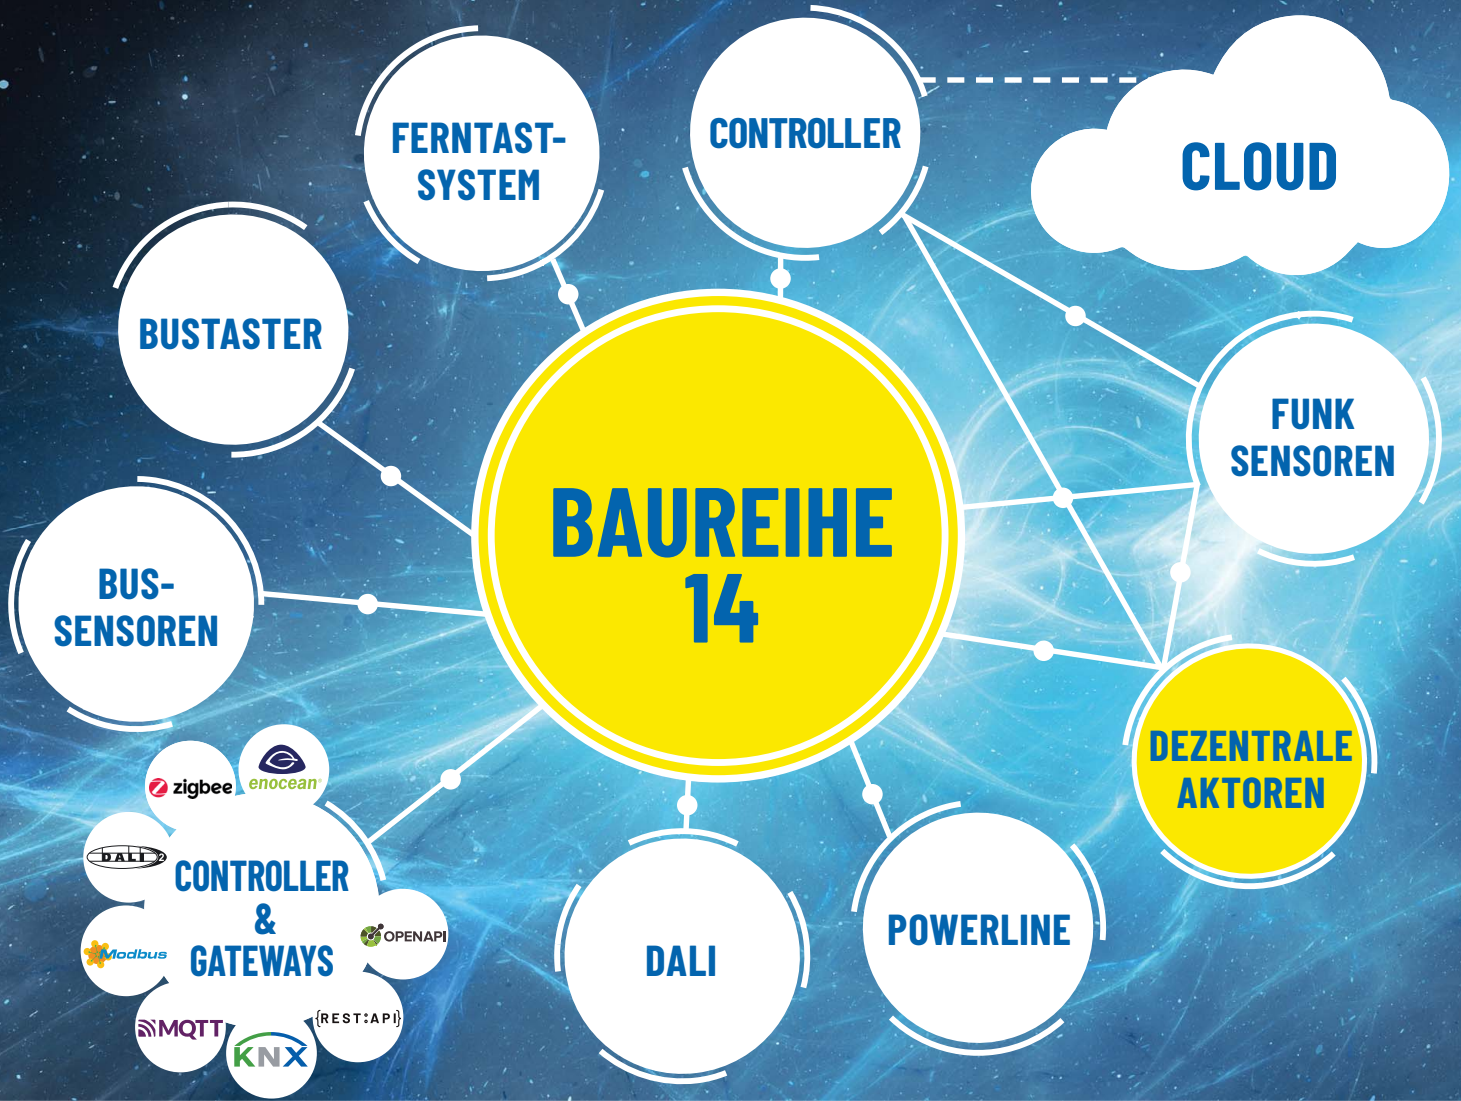 FERNTAST-
SYSTEM
CONTROLLER
CLOUD
BUSTASTER
FUNK
SENSOREN
BAUREIHE
14
BUS-
SENSOREN
DEZENTRALE
AKTOREN
zigbee
enocean®
DALI 2
CONTROLLER
&
GATEWAYS
OPENAPI
Modbus
MQTT
{REST:API}
KNX
DALI
POWERLINE